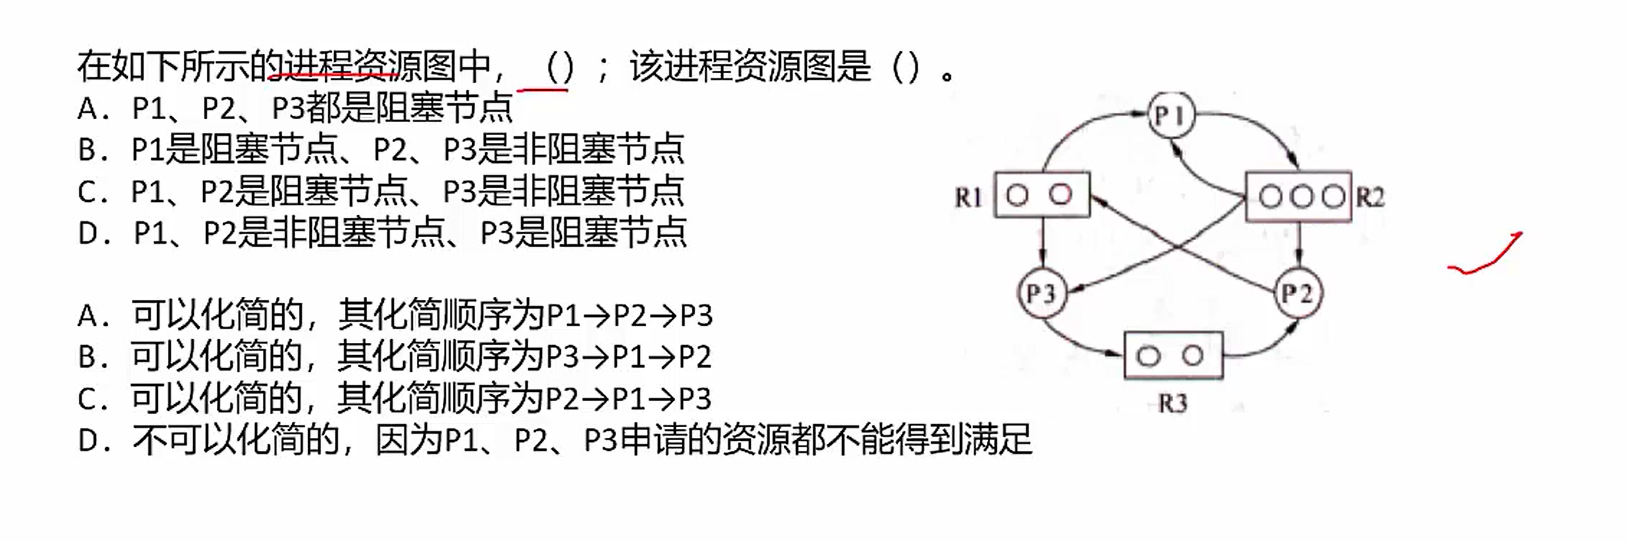 在如下所示的进程资源图中，（）；该进程资源图是（）。
A．P1、P2、P3都是阻塞节点
B．P1是阻塞节点、P2、P3是非阻塞节点
C．P1、P2是阻塞节点、P3是非阻塞节点
D．P1、P2是非阻塞节点、P3是阻塞节点
A．可以化简的，其化简顺序为P1→P2→P3
B．可以化简的，其化简顺序为P3→P1→P2
C．可以化简的，其化简顺序为P2→P1→P3
D．不可以化简的，因为P1、P2、P3申请的资源都不能得到满足
P1
R1
R2
P3
P2
R3